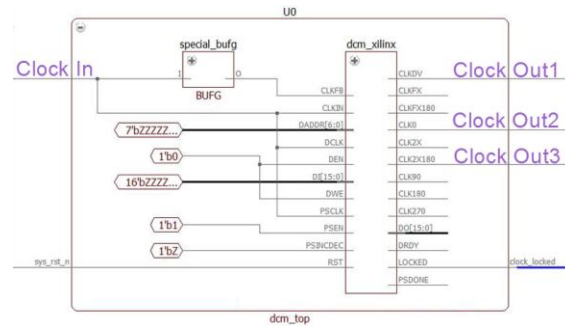 U0
special_bufg
dcm_xilinx
Clock In
I
O
BUFG
CLKFB
CLKIN
DADDR[6:0]
DCLK
DEN
DI[15:0]
DWE
PSCLK
PSEN
PSINCDEC
RST
7'bZZZZZ...
1'b0
16'bZZZZ...
1'b1
1'bZ
sys_rst_n
CLKDV
CLKFX
CLKFX180
CLK0
CLK2X
CLK2X180
CLK90
CLK180
CLK270
DO[15:0]
DRDY
LOCKED
PSDONE
Clock Out1
Clock Out2
Clock Out3
clock_locked
dcm_top